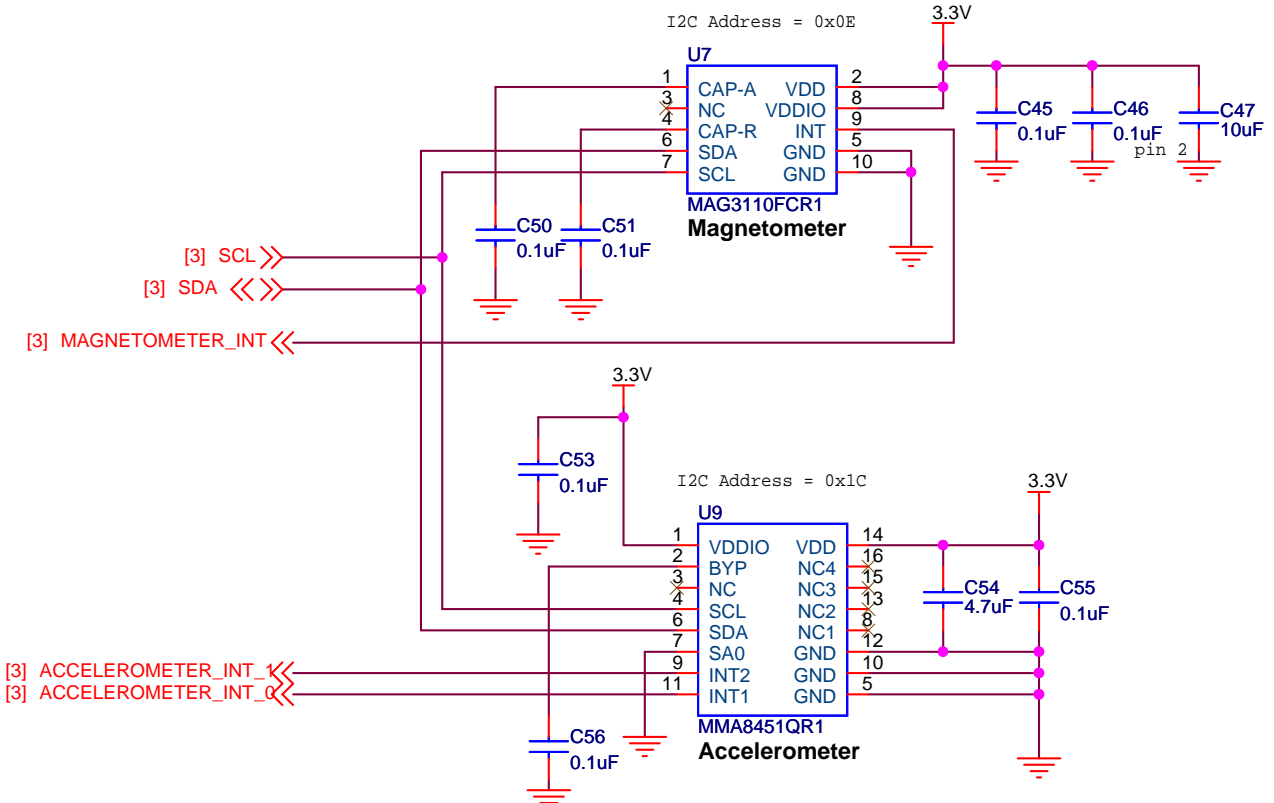 I2C Address = 0x0E
3.3V
U7
1 CAP-A VDD 2
3 NC VDDIO 8
4 CAP-R INT 9
6 SDA GND 5
7 SCL GND 10
MAG3110FCR1
Magnetometer
C45
0.1uF
C46
0.1uF
pin 2
C47
10uF
C50
0.1uF
C51
0.1uF
[3] SCL
[3] SDA
[3] MAGNETOMETER_INT
3.3V
C53
0.1uF
I2C Address = 0x1C
3.3V
U9
1 VDDIO VDD 14
2 BYP NC4 16
3 NC NC3 15
4 SCL NC2 13
6 SDA NC1 8
7 SA0 GND 12
9 INT2 GND 10
11 INT1 GND 5
MMA8451QR1
Accelerometer
C54
4.7uF
C55
0.1uF
[3] ACCELEROMETER_INT_1
[3] ACCELEROMETER_INT_0
C56
0.1uF